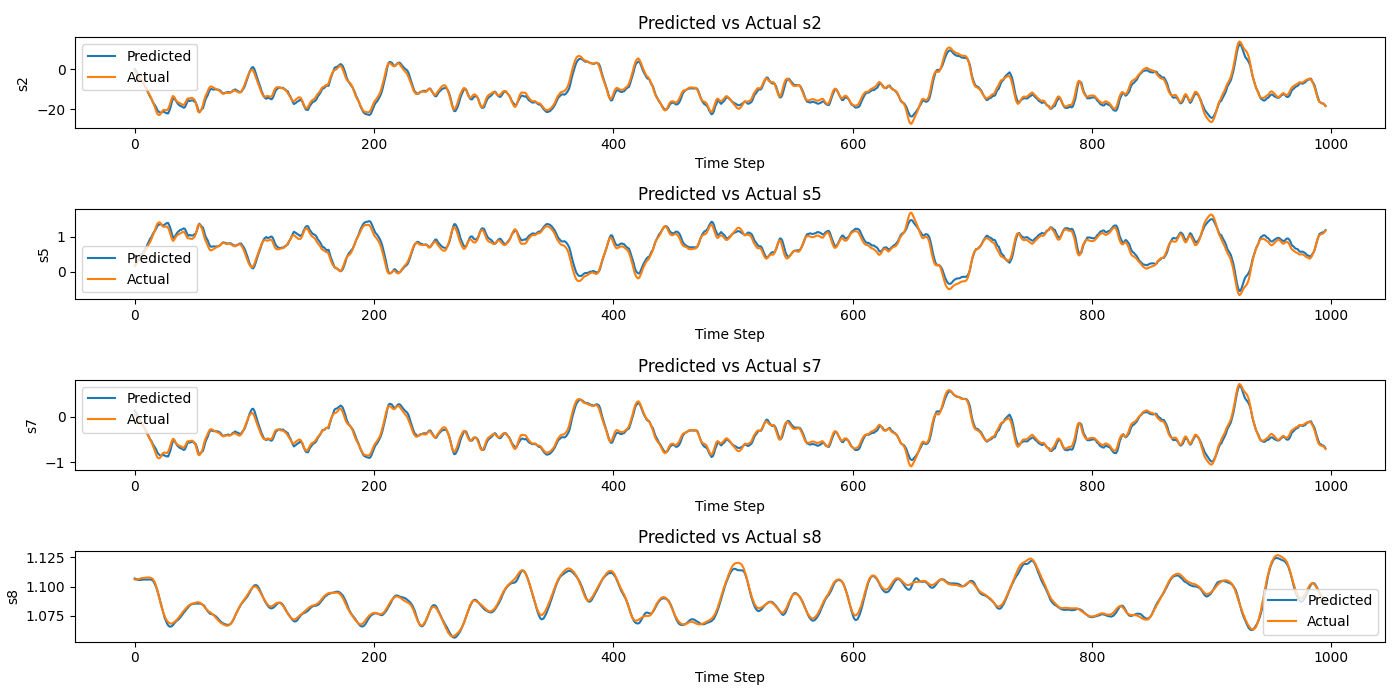 Predicted vs Actual s2
Predicted
Actual
0
−20
s2
0 200 400 600 800 1000
Time Step
Predicted vs Actual s5
1
0
s5
Predicted
Actual
0 200 400 600 800 1000
Time Step
Predicted vs Actual s7
Predicted
Actual
0
−1
s7
0 200 400 600 800 1000
Time Step
Predicted vs Actual s8
1.125
1.100
1.075
s8
Predicted
Actual
0 200 400 600 800 1000
Time Step